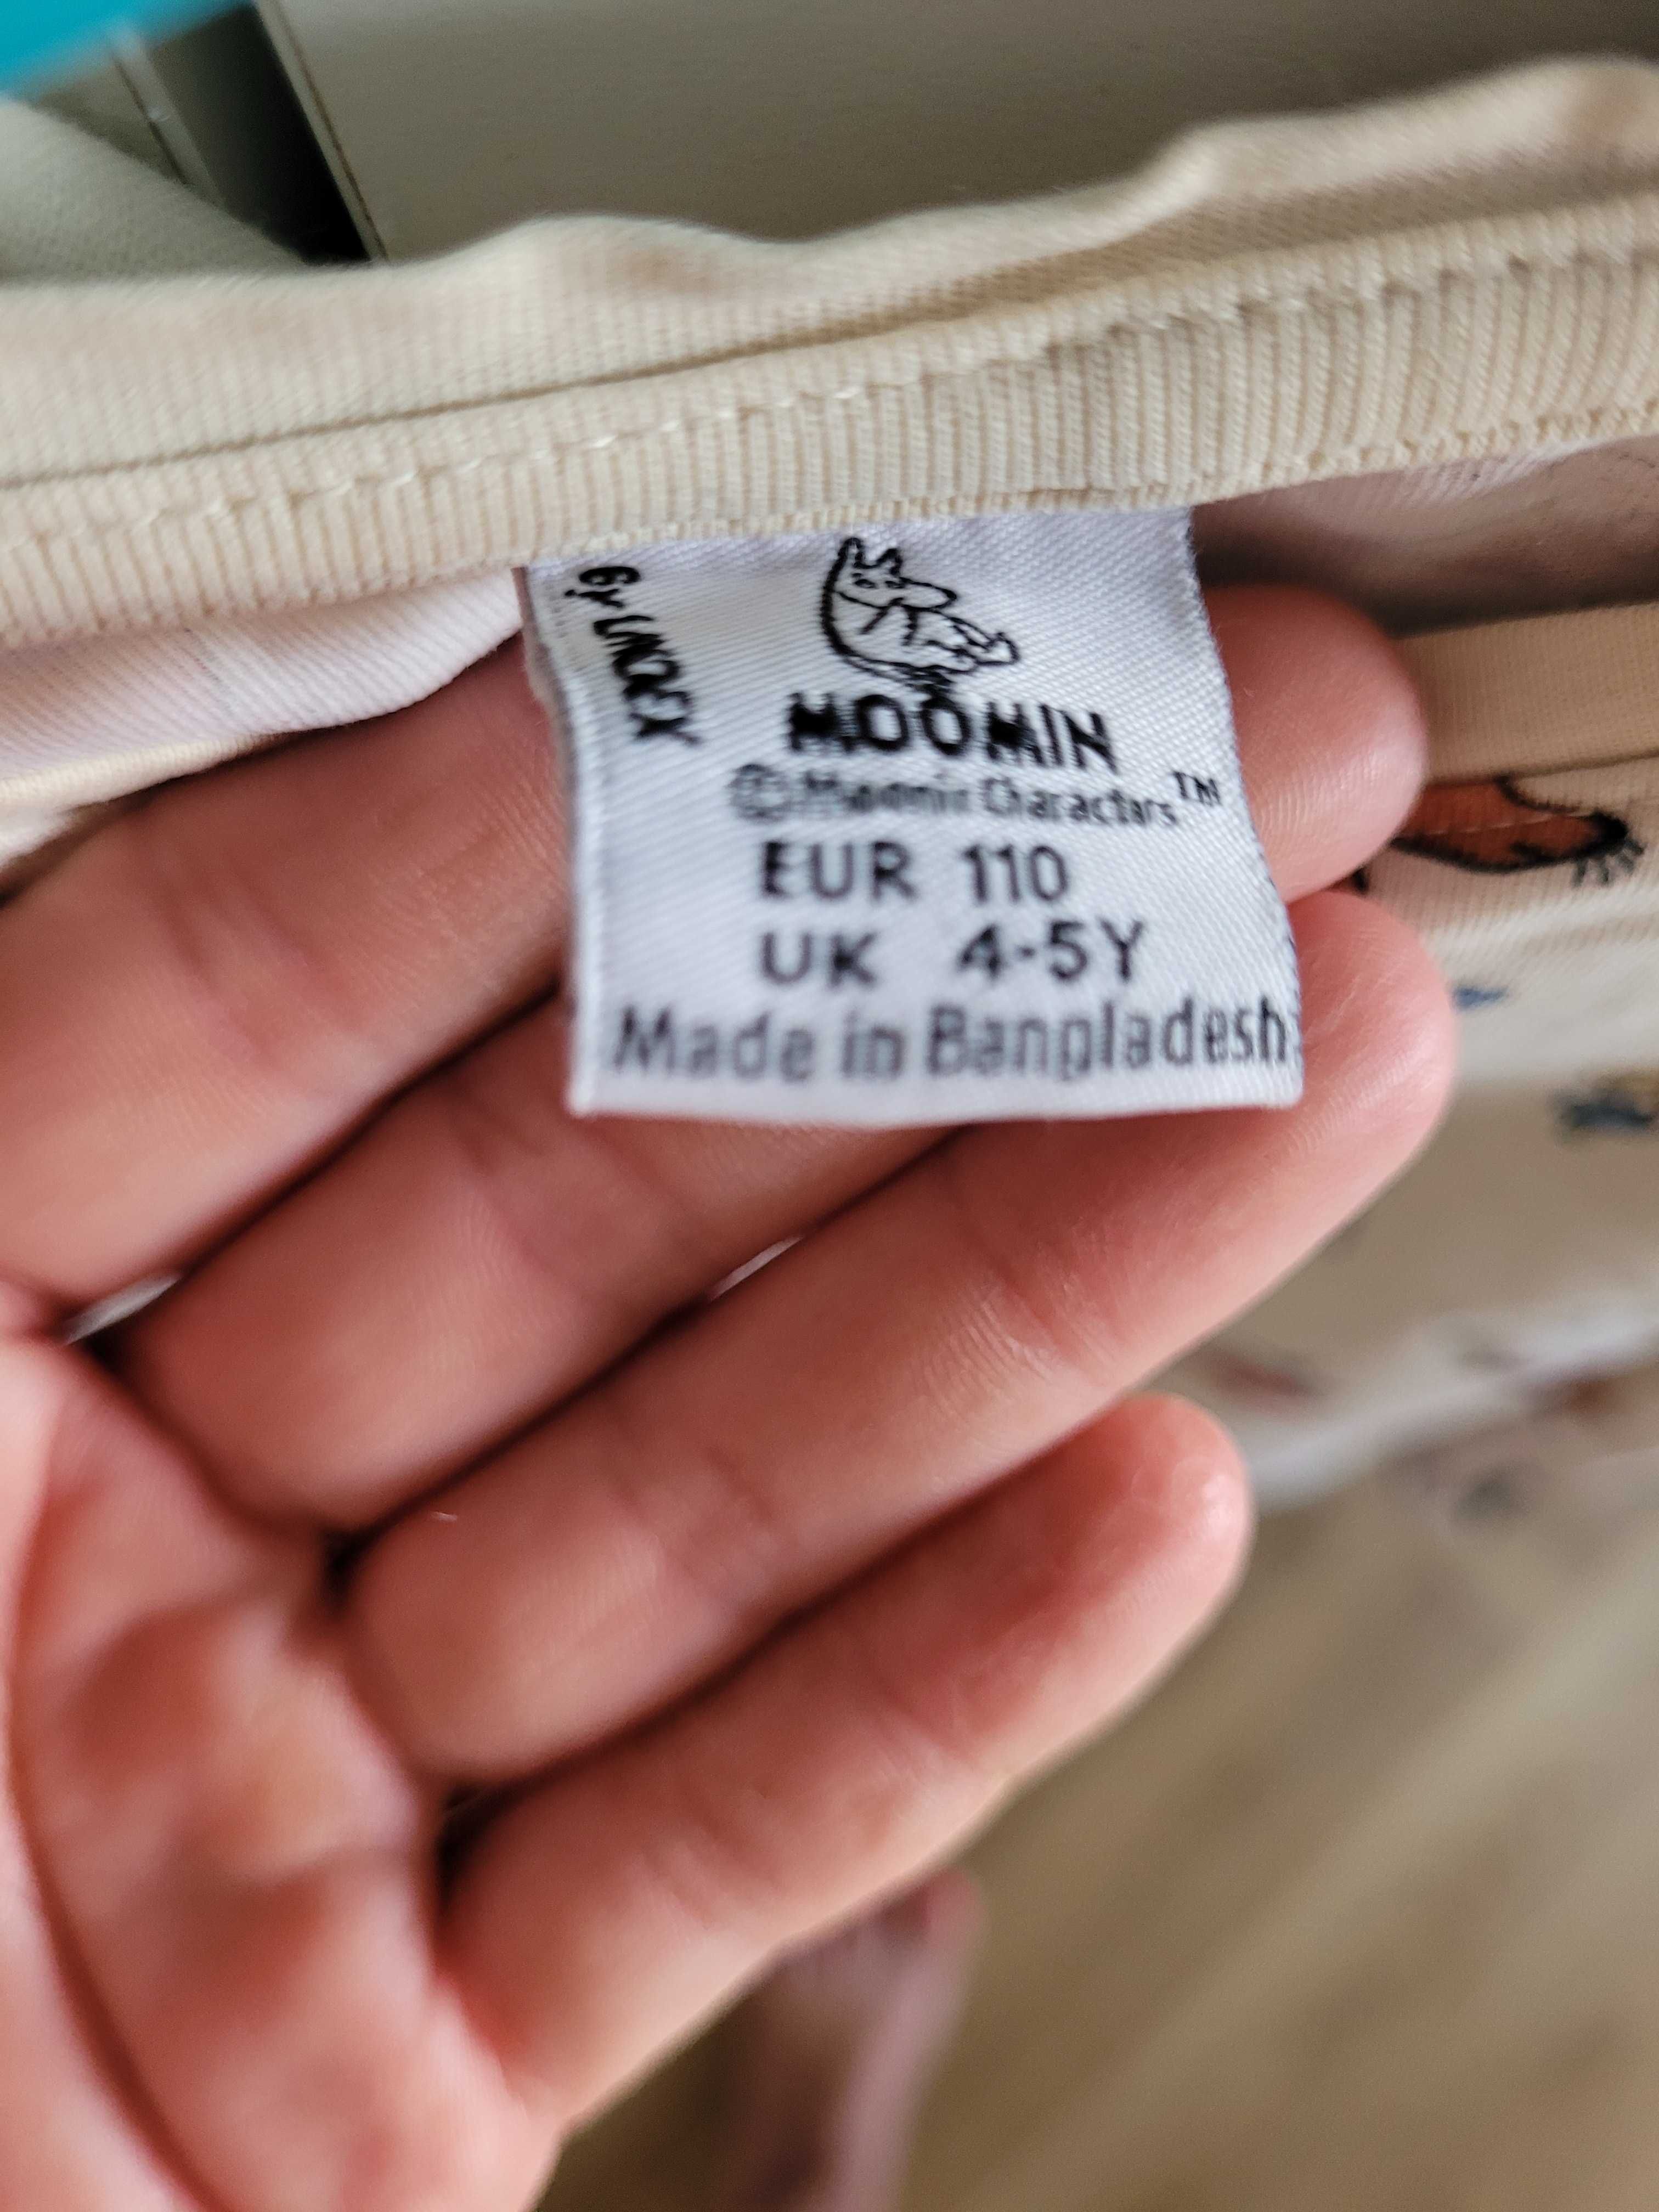 By LINDEX
MOOMIN
© Moomin Characters™
EUR 110
UK 4-5Y
Made in Bangladesh